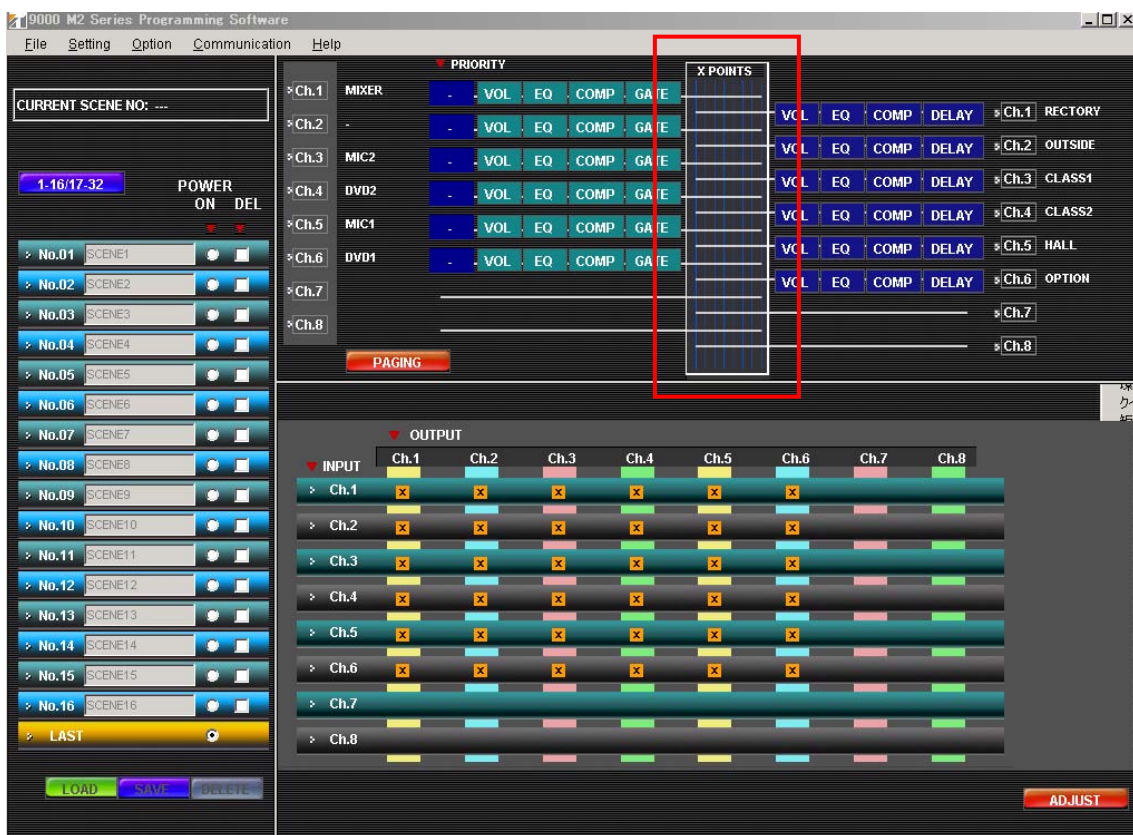 9000 M2 Series Programming Software
File Setting Option Communication Help
CURRENT SCENE NO: ---
1-16/17-32
POWER
ON DEL
No.01 SCENE1
No.02 SCENE2
No.03 SCENE3
No.04 SCENE4
No.05 SCENE5
No.06 SCENE6
No.07 SCENE7
No.08 SCENE8
No.09 SCENE9
No.10 SCENE10
No.11 SCENE11
No.12 SCENE12
No.13 SCENE13
No.14 SCENE14
No.15 SCENE15
No.16 SCENE16
LAST
LOAD SAVE DELETE
PRIORITY
X POINTS
Ch.1 MIXER - VOL EQ COMP GATE
Ch.2 - - VOL EQ COMP GATE
Ch.3 MIC2 - VOL EQ COMP GATE
Ch.4 DVD2 - VOL EQ COMP GATE
Ch.5 MIC1 - VOL EQ COMP GATE
Ch.6 DVD1 - VOL EQ COMP GATE
Ch.7
Ch.8
PAGING
VOL EQ COMP DELAY Ch.1 RECTORY
VOL EQ COMP DELAY Ch.2 OUTSIDE
VOL EQ COMP DELAY Ch.3 CLASS1
VOL EQ COMP DELAY Ch.4 CLASS2
VOL EQ COMP DELAY Ch.5 HALL
VOL EQ COMP DELAY Ch.6 OPTION
Ch.7
Ch.8
OUTPUT
INPUT Ch.1 Ch.2 Ch.3 Ch.4 Ch.5 Ch.6 Ch.7 Ch.8
Ch.1 X X X X X X
Ch.2 X X X X X X
Ch.3 X X X X X X
Ch.4 X X X X X X
Ch.5 X X X X X X
Ch.6 X X X X X X
Ch.7
Ch.8
ADJUST